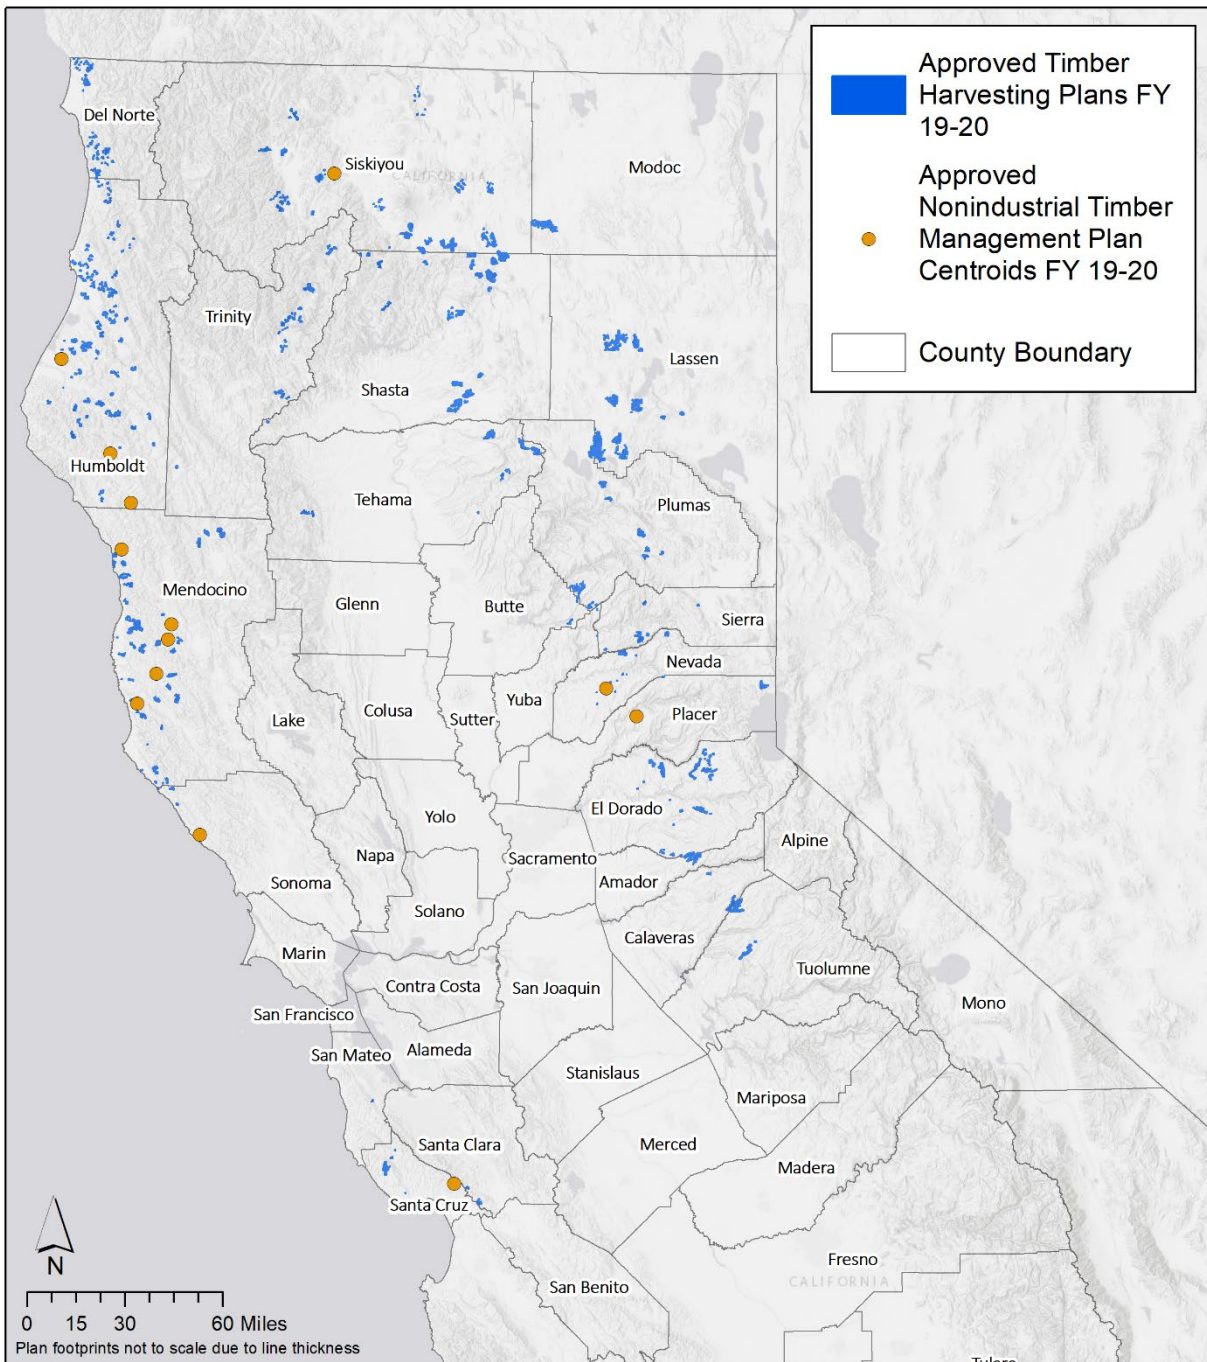 Approved Timber
Harvesting Plans FY
19-20
Approved
Nonindustrial Timber
Management Plan
Centroids FY 19-20
County Boundary
Del Norte
Siskiyou
CALIFORNIA
Modoc
Trinity
Lassen
Shasta
Humboldt
Tehama
Plumas
Mendocino
Glenn
Butte
Sierra
Nevada
Yuba
Placer
Colusa
Sutter
Lake
El Dorado
Yolo
Alpine
Napa
Sacramento
Amador
Sonoma
Solano
Calaveras
Marin
Tuolumne
Contra Costa
San Joaquin
Mono
San Francisco
Alameda
San Mateo
Stanislaus
Mariposa
Santa Clara
Merced
Madera
Santa Cruz
Fresno
CALIFORNIA
San Benito
N
0 15 30 60 Miles
Plan footprints not to scale due to line thickness